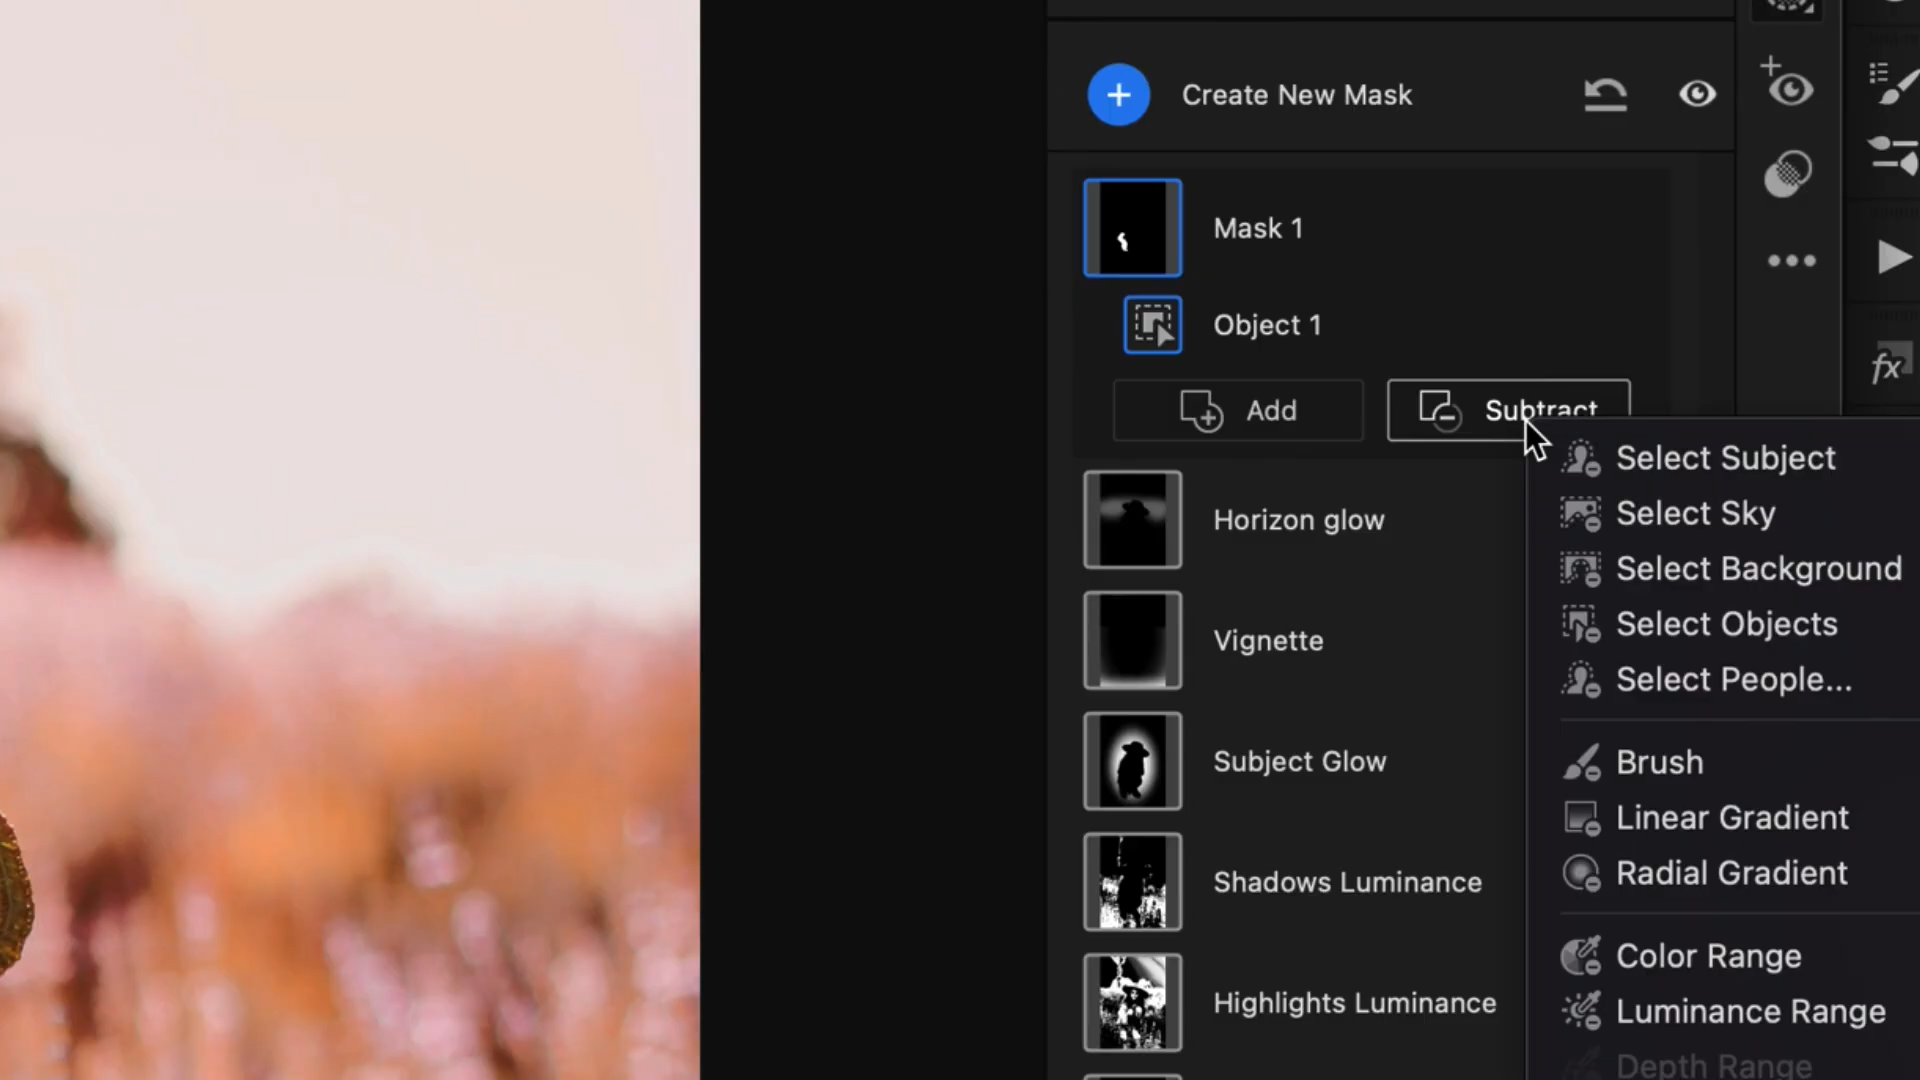 Create New Mask
Mask 1
Object 1
Add
Subtract
Select Subject
Select Sky
Select Background
Select Objects
Select People...
Brush
Linear Gradient
Radial Gradient
Color Range
Luminance Range
Depth Range
Horizon glow
Vignette
Subject Glow
Shadows Luminance
Highlights Luminance
fx